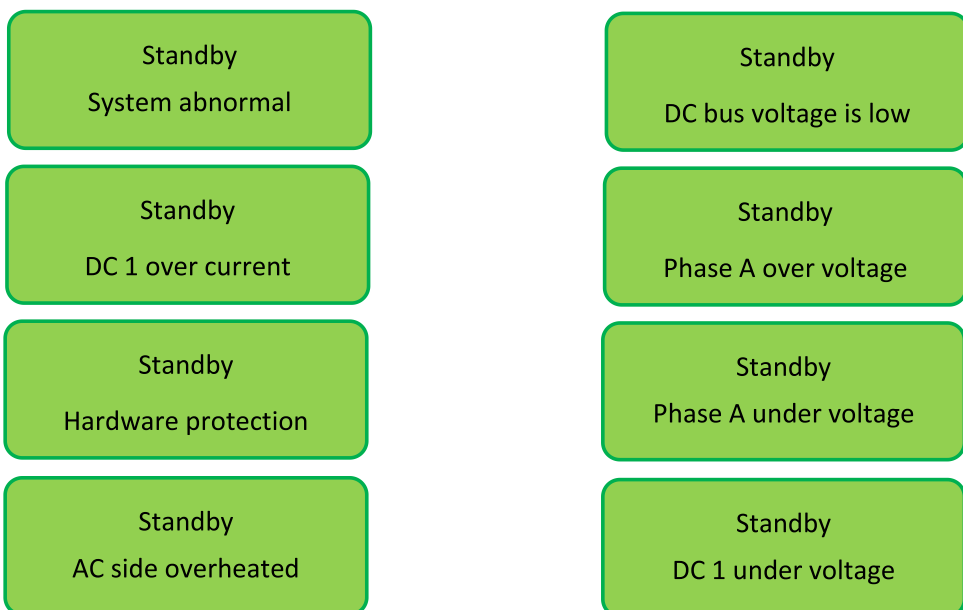 Standby
System abnormal
Standby
DC bus voltage is low
Standby
DC 1 over current
Standby
Phase A over voltage
Standby
Hardware protection
Standby
Phase A under voltage
Standby
AC side overheated
Standby
DC 1 under voltage